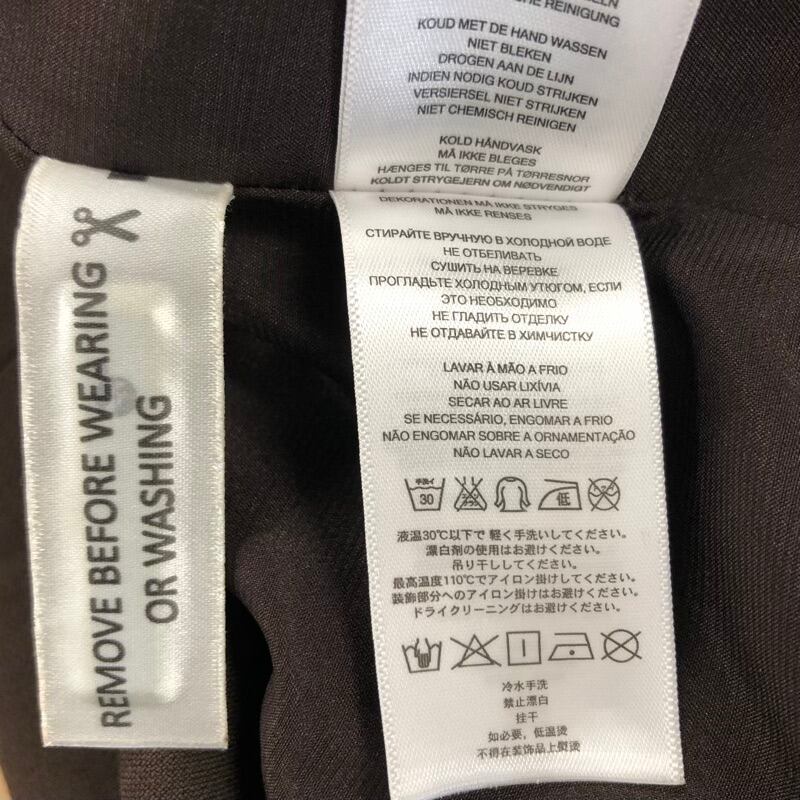 CHE REINIGUNG
KOUD MET DE HAND WASSEN
NIET BLEKEN
DROGEN AAN DE LIJN
INDIEN NODIG KOUD STRIJKEN
VERSIERSEL NIET STRIJKEN
NIET CHEMISCH REINIGEN
KOLD HÅNDVASK
MÅ IKKE BLEGES
HÆNGES TIL TØRRE PÅ TØRRESNOR
KOLDT STRYGEJERN OM NØDVENDIGT
DEKORATIONEN MÅ IKKE STRYGES
MÅ IKKE RENSES
СТИРАЙТЕ ВРУЧНУЮ В ХОЛОДНОЙ ВОДЕ
НЕ ОТБЕЛИВАТЬ
СУШИТЬ НА ВЕРЕВКЕ
ПРОГЛАДЬТЕ ХОЛОДНЫМ УТЮГОМ, ЕСЛИ
ЭТО НЕОБХОДИМО
НЕ ГЛАДИТЬ ОТДЕЛКУ
НЕ ОТДАВАЙТЕ В ХИМЧИСТКУ
LAVAR À MÃO A FRIO
NÃO USAR LIXÍVIA
SECAR AO AR LIVRE
SE NECESSÁRIO, ENGOMAR A FRIO
NÃO ENGOMAR SOBRE A ORNAMENTAÇÃO
NÃO LAVAR A SECO
手洗イ 30 低
液温30℃以下で 軽く手洗いしてください。
漂白剤の使用はお避けください。
吊り干ししてください。
最高温度110℃でアイロン掛けしてください。
装飾部分へのアイロン掛けはお避けください。
ドライクリーニングはお避けください。
冷水手洗
禁止漂白
挂干
如必要，低温烫
不得在装饰品上熨烫
REMOVE BEFORE WEARING
OR WASHING